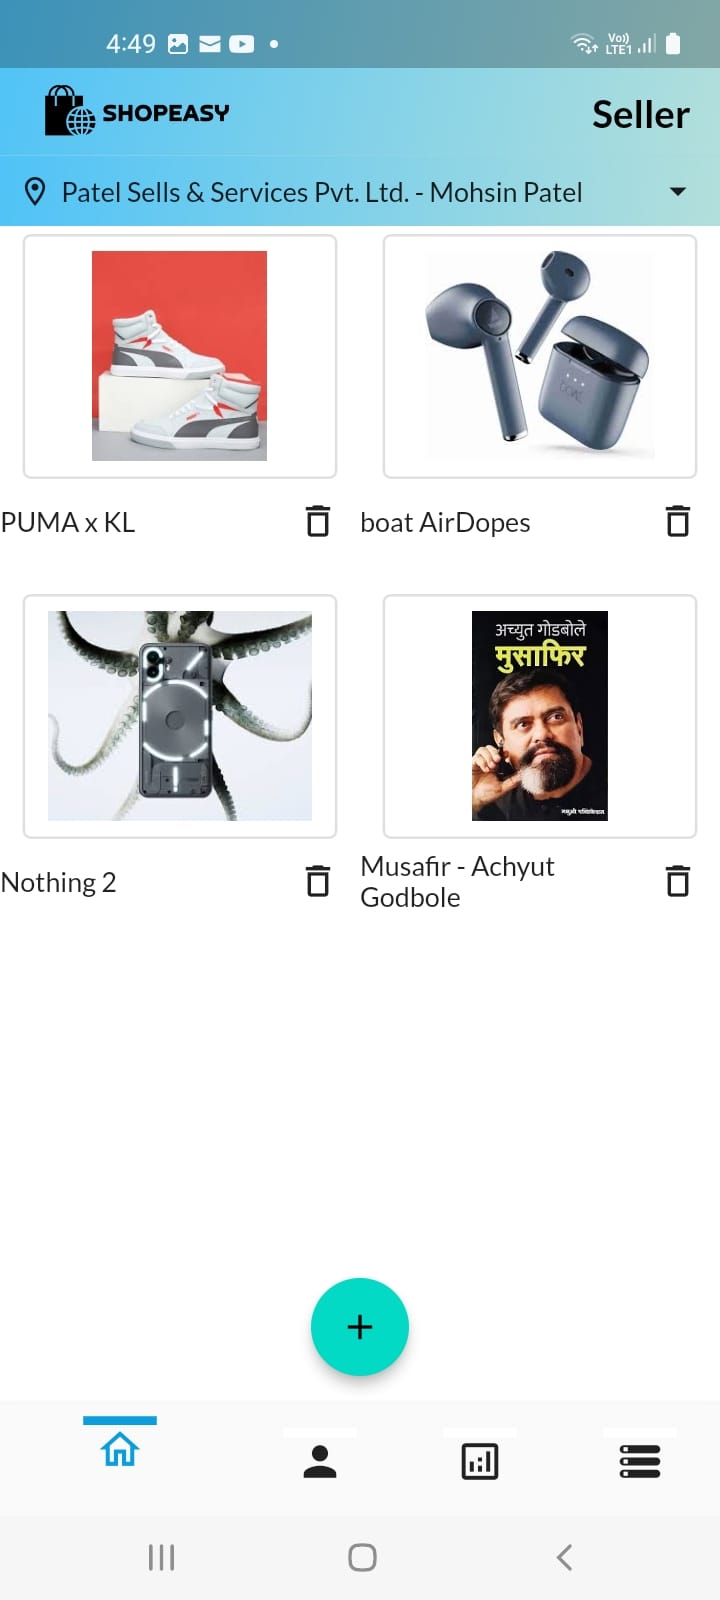 4:49
Vo))
LTE1
SHOPEASY
Seller
Patel Sells & Services Pvt. Ltd. - Mohsin Patel
boAt
PUMA x KL
boat AirDopes
अच्युत गोडबोले
मुसाफिर
Nothing 2
Musafir - Achyut
Godbole